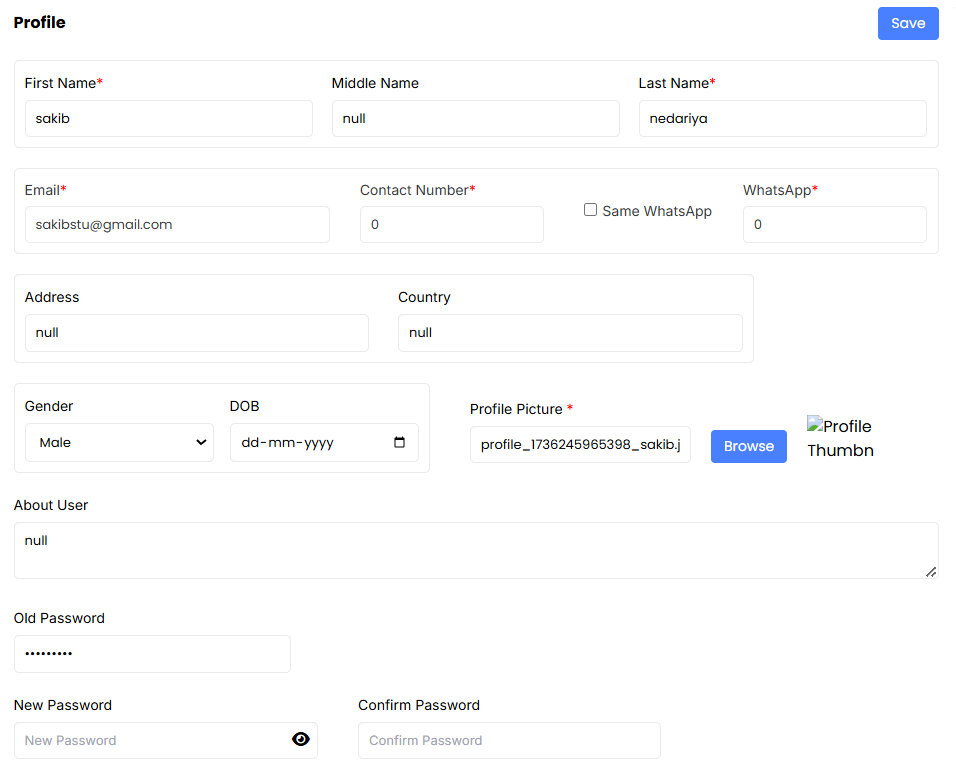 Profile
Save
First Name* Middle Name Last Name*
sakib null nedariya
Email* Contact Number* WhatsApp*
Same WhatsApp
sakibstu@gmail.com 0 0
Address Country
null null
Gender DOB Profile Picture *
Male dd-mm-yyyy profile_1736245965398_sakib.j Browse Profile
Thumbn
About User
null
Old Password
•••••••••
New Password Confirm Password
New Password Confirm Password